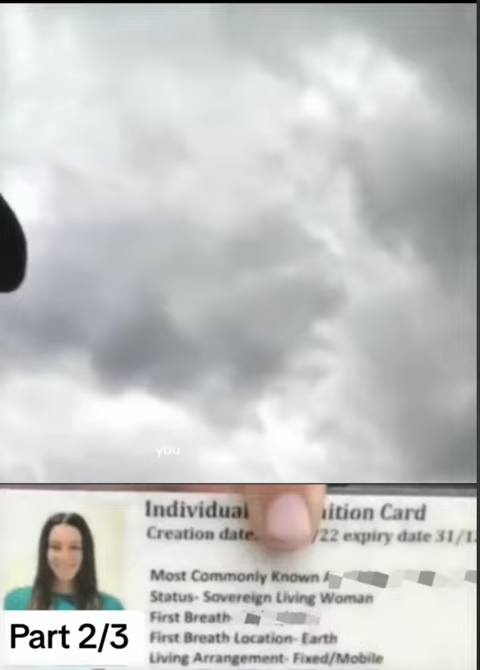 you
Individual ition Card
Creation date. /22 expiry date 31/1
Most Commonly Known
Status- Sovereign Living Woman
First Breath
First Breath Location- Earth
Living Arrangement- Fixed/Mobile
Part 2/3